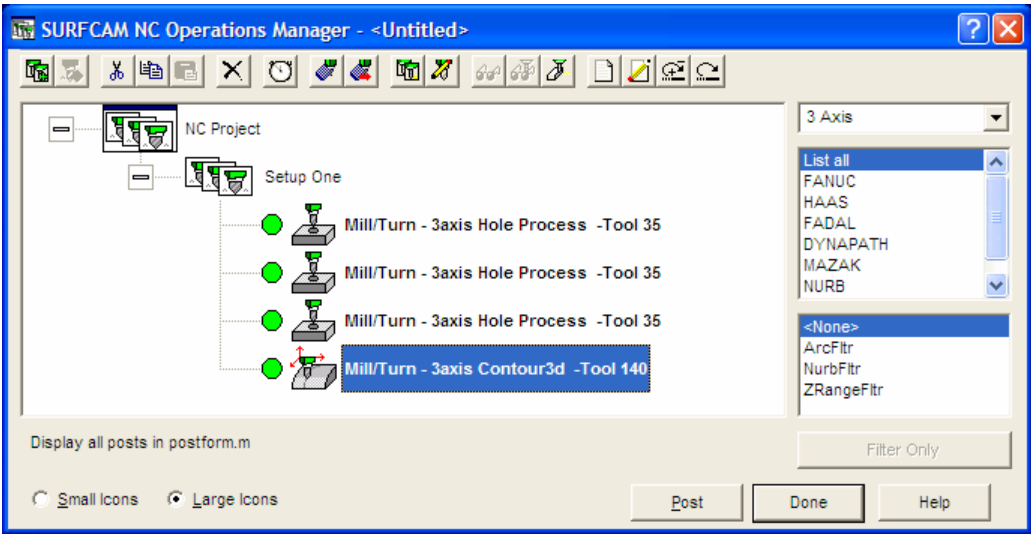 SURFCAM NC Operations Manager - <Untitled>
NC Project
Setup One
Mill/Turn - 3axis Hole Process -Tool 35
Mill/Turn - 3axis Hole Process -Tool 35
Mill/Turn - 3axis Hole Process -Tool 35
Mill/Turn - 3axis Contour3d -Tool 140
3 Axis
List all
FANUC
HAAS
FADAL
DYNAPATH
MAZAK
NURB
<None>
ArcFltr
NurbFltr
ZRangeFltr
Display all posts in postform.m
Filter Only
Small Icons Large Icons
Post Done Help